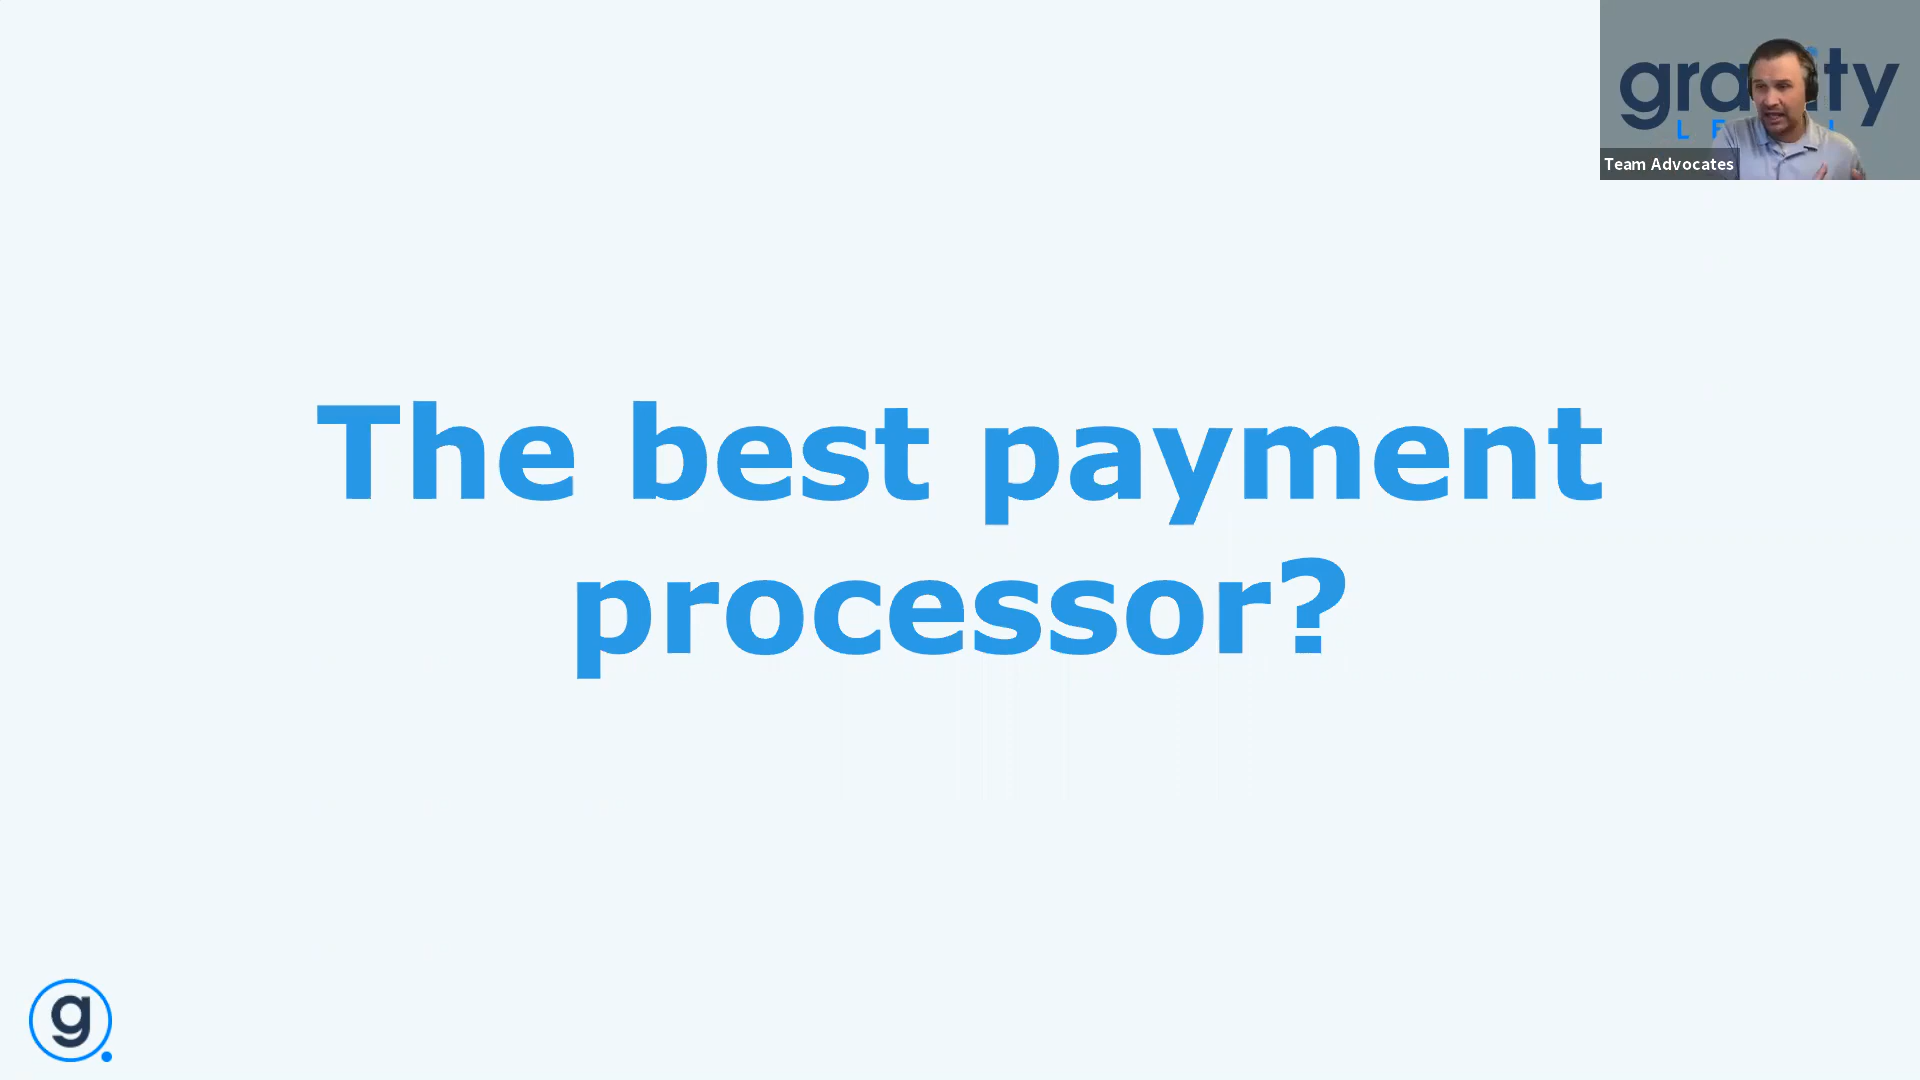 Team Advocates
The best payment
processor?
g